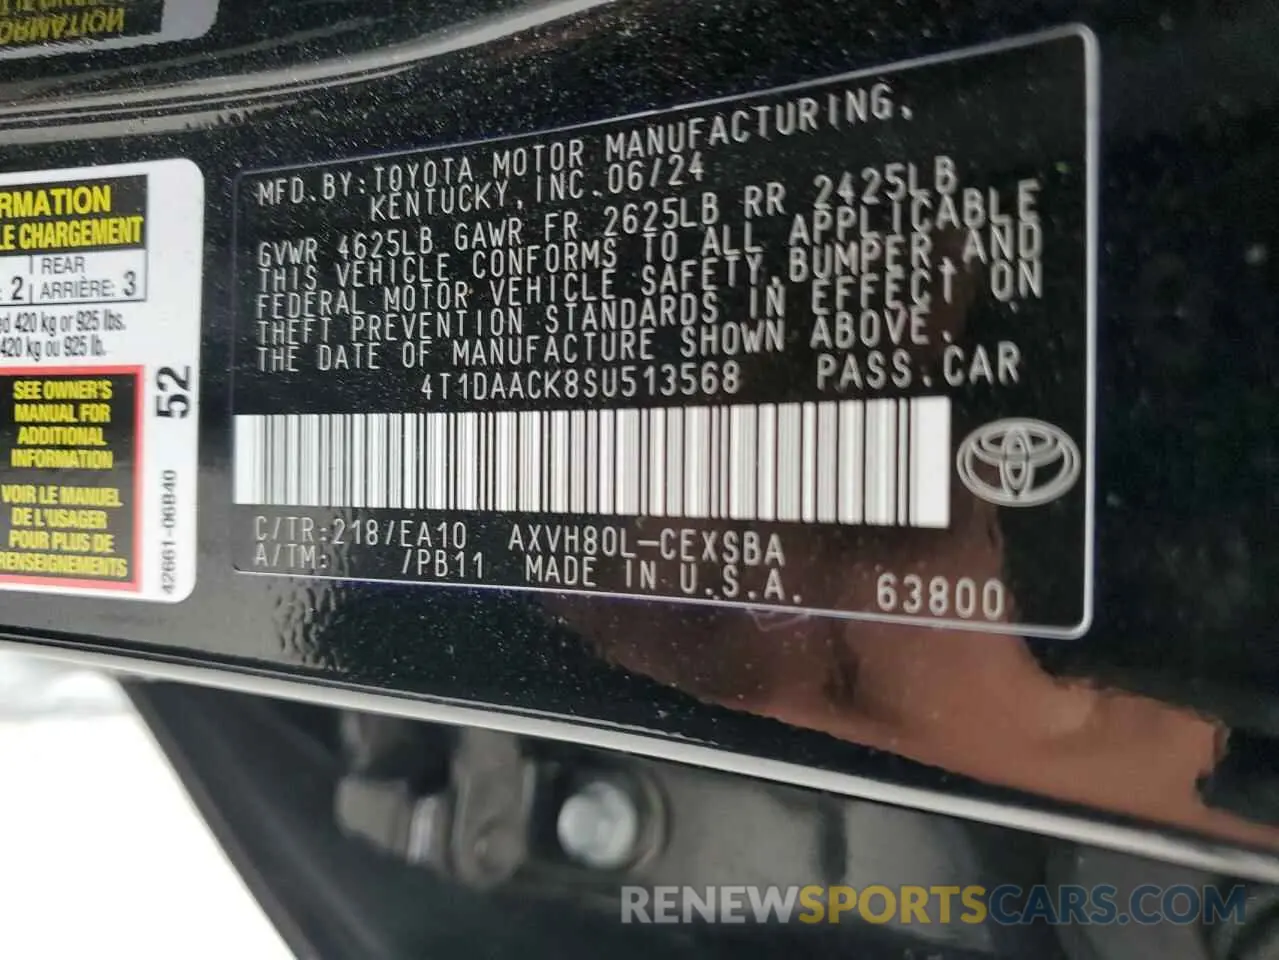 MFD.BY:TOYOTA MOTOR MANUFACTURING,
KENTUCKY,INC.06/24
GVWR 4625LB GAWR FR 2625LB RR 2425LB
THIS VEHICLE CONFORMS TO ALL APPLICABLE
FEDERAL MOTOR VEHICLE SAFETY,BUMPER,AND
THEFT PREVENTION STANDARDS IN EFFECT ON
THE DATE OF MANUFACTURE SHOWN ABOVE.
4T1DAACK8SU513568 PASS.CAR
C/TR:218/EA10 AXVH80L-CEXSBA
A/TM: /PB11 MADE IN U.S.A. 63800
RMATION
LE CHARGEMENT
: 2 REAR
ARRIÈRE: 3
ed 420 kg or 925 lbs.
420 kg ou 925 lb.
SEE OWNER'S
MANUAL FOR
ADDITIONAL
INFORMATION
VOIR LE MANUEL
DE L'USAGER
POUR PLUS DE
RENSEIGNEMENTS
52
42661-06B40
RENEWSPORTSCARS.COM